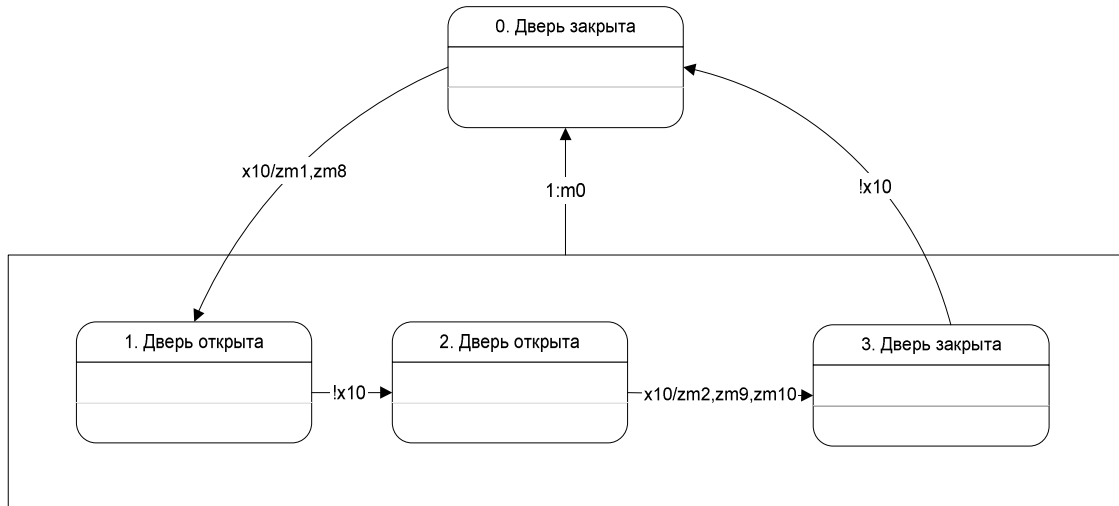 0. Дверь закрыта
x10/zm1,zm8
1:m0
!x10
1. Дверь открыта
2. Дверь открыта
3. Дверь закрыта
!x10
x10/zm2,zm9,zm10